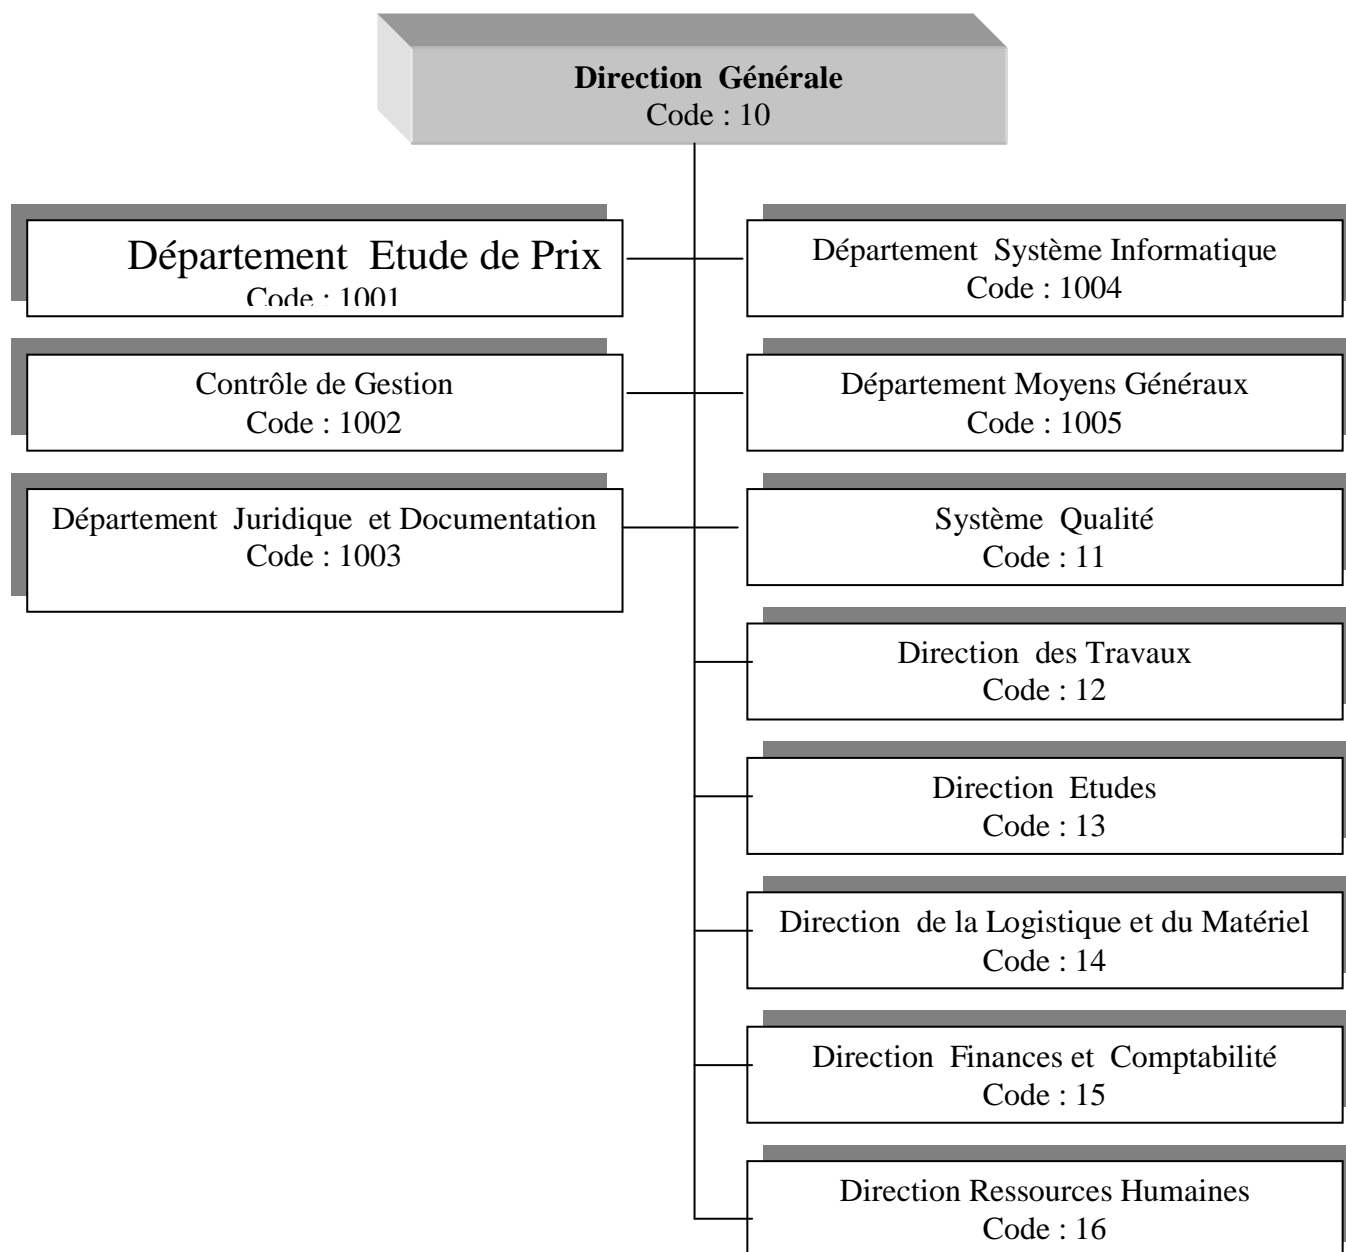 Direction Générale
Code : 10
Département Etude de Prix
Code : 1001
Département Système Informatique
Code : 1004
Contrôle de Gestion
Code : 1002
Département Moyens Généraux
Code : 1005
Département Juridique et Documentation
Code : 1003
Système Qualité
Code : 11
Direction des Travaux
Code : 12
Direction Etudes
Code : 13
Direction de la Logistique et du Matériel
Code : 14
Direction Finances et Comptabilité
Code : 15
Direction Ressources Humaines
Code : 16